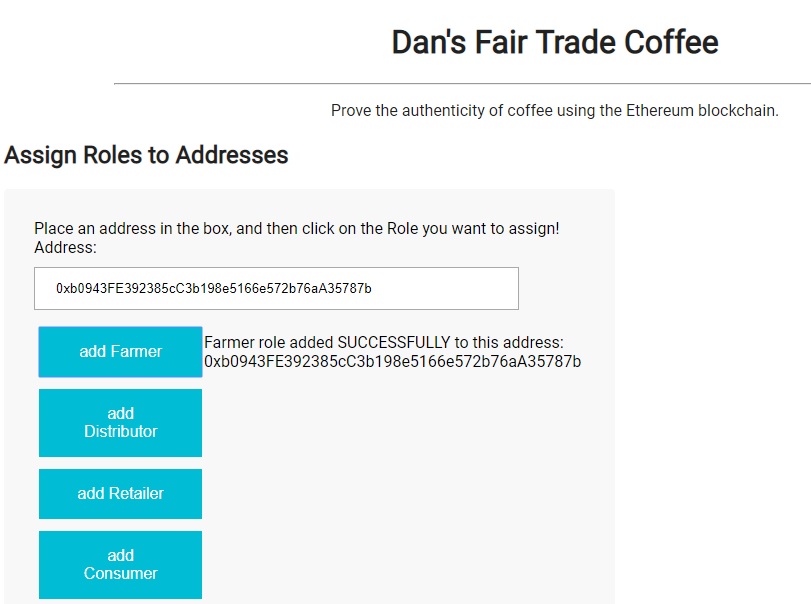 Dan's Fair Trade Coffee
Prove the authenticity of coffee using the Ethereum blockchain.
Assign Roles to Addresses
Place an address in the box, and then click on the Role you want to assign!
Address:
0xb0943FE392385cC3b198e5166e572b76aA35787b
add Farmer
Farmer role added SUCCESSFULLY to this address:
0xb0943FE392385cC3b198e5166e572b76aA35787b
add
Distributor
add Retailer
add
Consumer